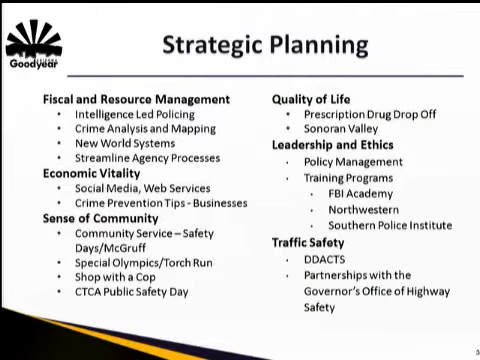 Goodyear
Strategic Planning
Fiscal and Resource Management
• Intelligence Led Policing
• Crime Analysis and Mapping
• New World Systems
• Streamline Agency Processes
Economic Vitality
• Social Media, Web Services
• Crime Prevention Tips - Businesses
Sense of Community
• Community Service – Safety
Days/McGruff
• Special Olympics/Torch Run
• Shop with a Cop
• CTCA Public Safety Day
Quality of Life
• Prescription Drug Drop Off
• Sonoran Valley
Leadership and Ethics
• Policy Management
• Training Programs
• FBI Academy
• Northwestern
• Southern Police Institute
Traffic Safety
• DDACTS
• Partnerships with the
Governor's Office of Highway
Safety